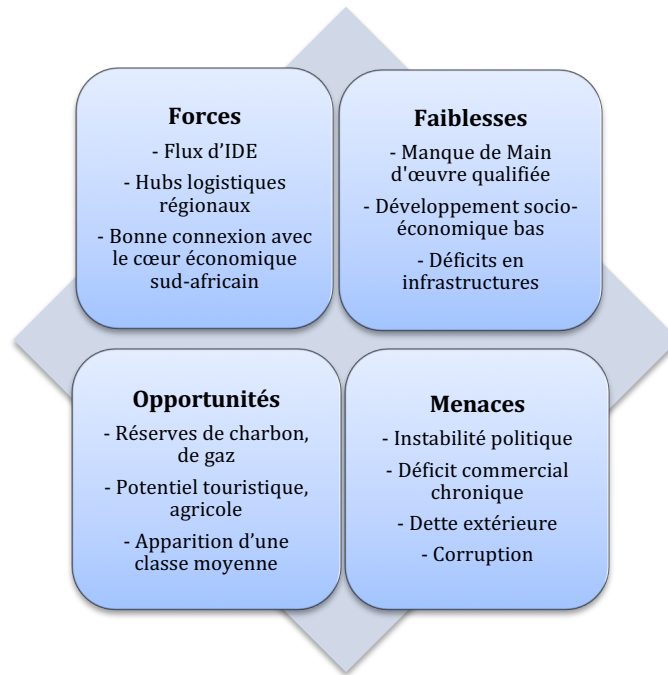 Forces
- Flux d’IDE
- Hubs logistiques
régionaux
- Bonne connexion avec
le cœur économique
sud-africain
Faiblesses
- Manque de Main
d'œuvre qualifiée
- Développement socio-
économique bas
- Déficits en
infrastructures
Opportunités
- Réserves de charbon,
de gaz
- Potentiel touristique,
agricole
- Apparition d’une
classe moyenne
Menaces
- Instabilité politique
- Déficit commercial
chronique
- Dette extérieure
- Corruption